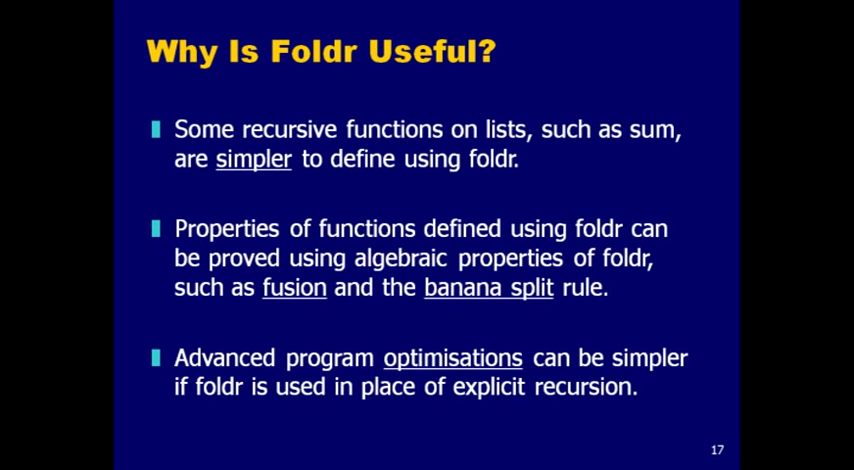 Why Is Foldr Useful?
Some recursive functions on lists, such as sum,
are simpler to define using foldr.
Properties of functions defined using foldr can
be proved using algebraic properties of foldr,
such as fusion and the banana split rule.
Advanced program optimisations can be simpler
if foldr is used in place of explicit recursion.
17